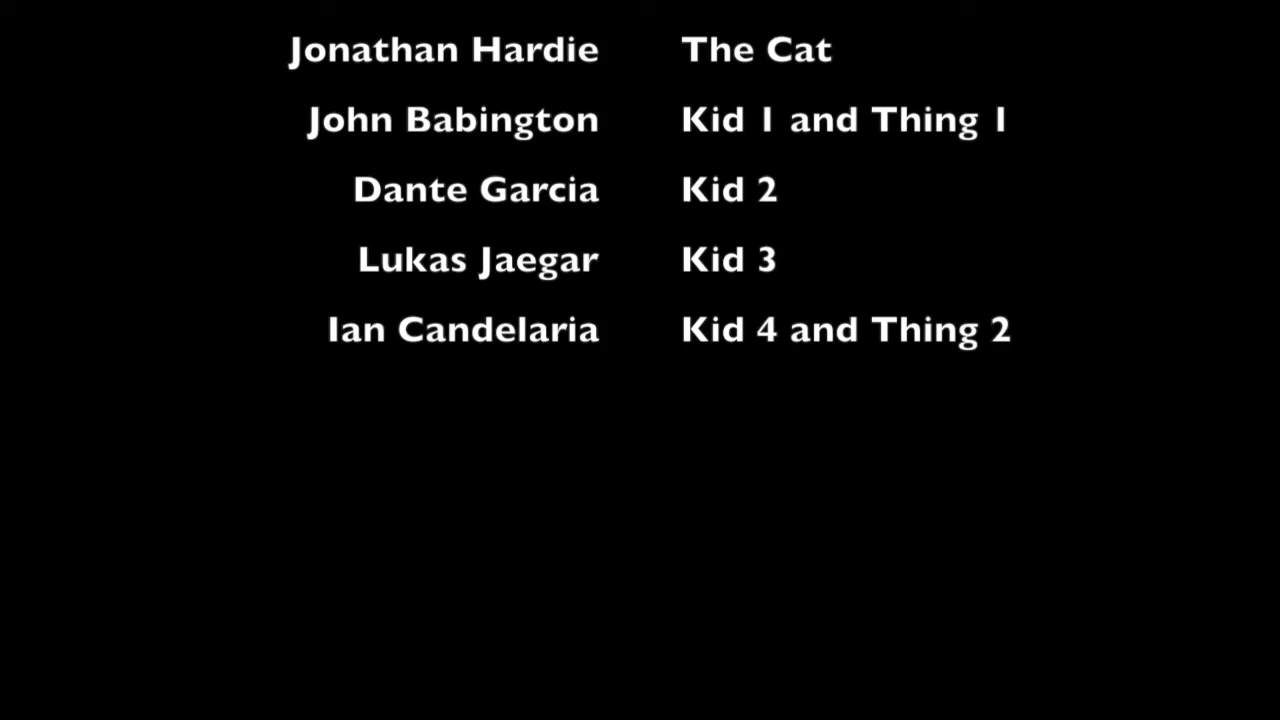 Jonathan Hardie The Cat
John Babington Kid 1 and Thing 1
Dante Garcia Kid 2
Lukas Jaegar Kid 3
Ian Candelaria Kid 4 and Thing 2